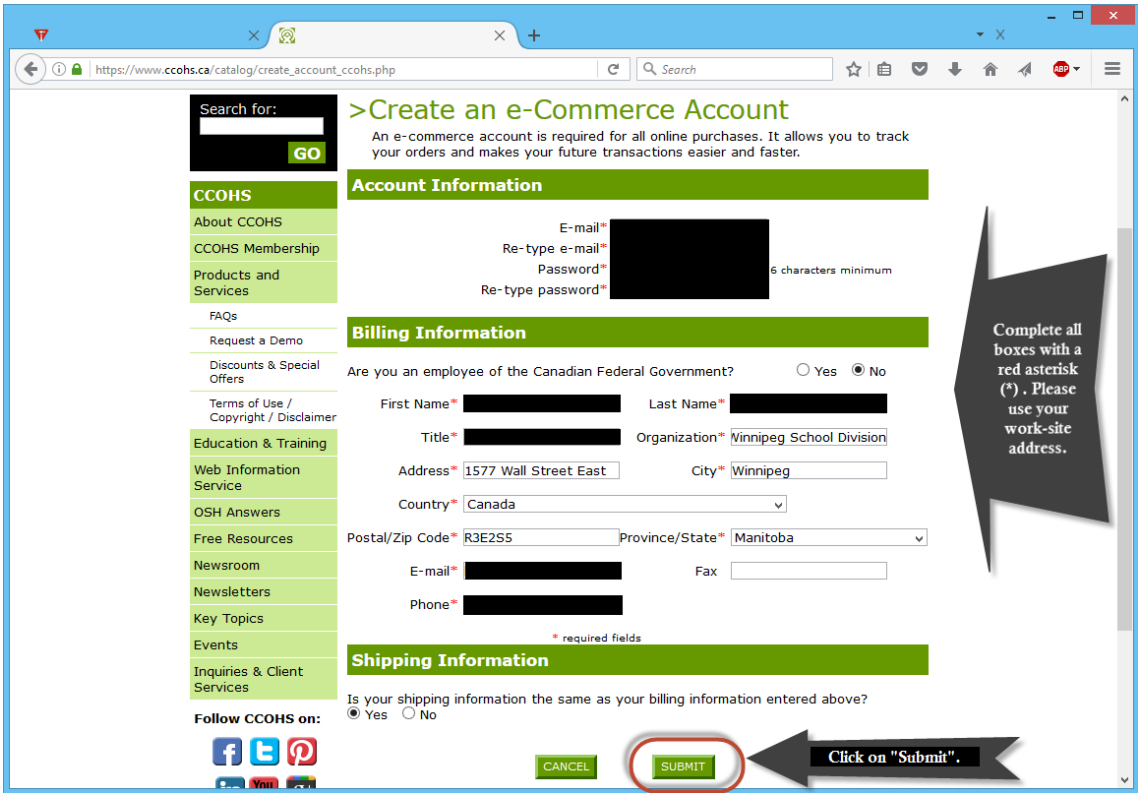 https://www.ccohs.ca/catalog/create_account_ccohs.php
Search
ABP
Search for:
GO
CCOHS
About CCOHS
CCOHS Membership
Products and
Services
FAQs
Request a Demo
Discounts & Special
Offers
Terms of Use /
Copyright / Disclaimer
Education & Training
Web Information
Service
OSH Answers
Free Resources
Newsroom
Newsletters
Key Topics
Events
Inquiries & Client
Services
Follow CCOHS on:
>Create an e-Commerce Account
An e-commerce account is required for all online purchases. It allows you to track
your orders and makes your future transactions easier and faster.
Account Information
E-mail*
Re-type e-mail*
Password* 6 characters minimum
Re-type password*
Billing Information
Are you an employee of the Canadian Federal Government? Yes No
First Name* Last Name*
Title* Organization* Winnipeg School Division
Address* 1577 Wall Street East City* Winnipeg
Country* Canada
Postal/Zip Code* R3E2S5 Province/State* Manitoba
E-mail* Fax
Phone*
* required fields
Shipping Information
Is your shipping information the same as your billing information entered above?
Yes No
CANCEL SUBMIT
Complete all
boxes with a
red asterisk
(*) . Please
use your
work-site
address.
Click on "Submit".